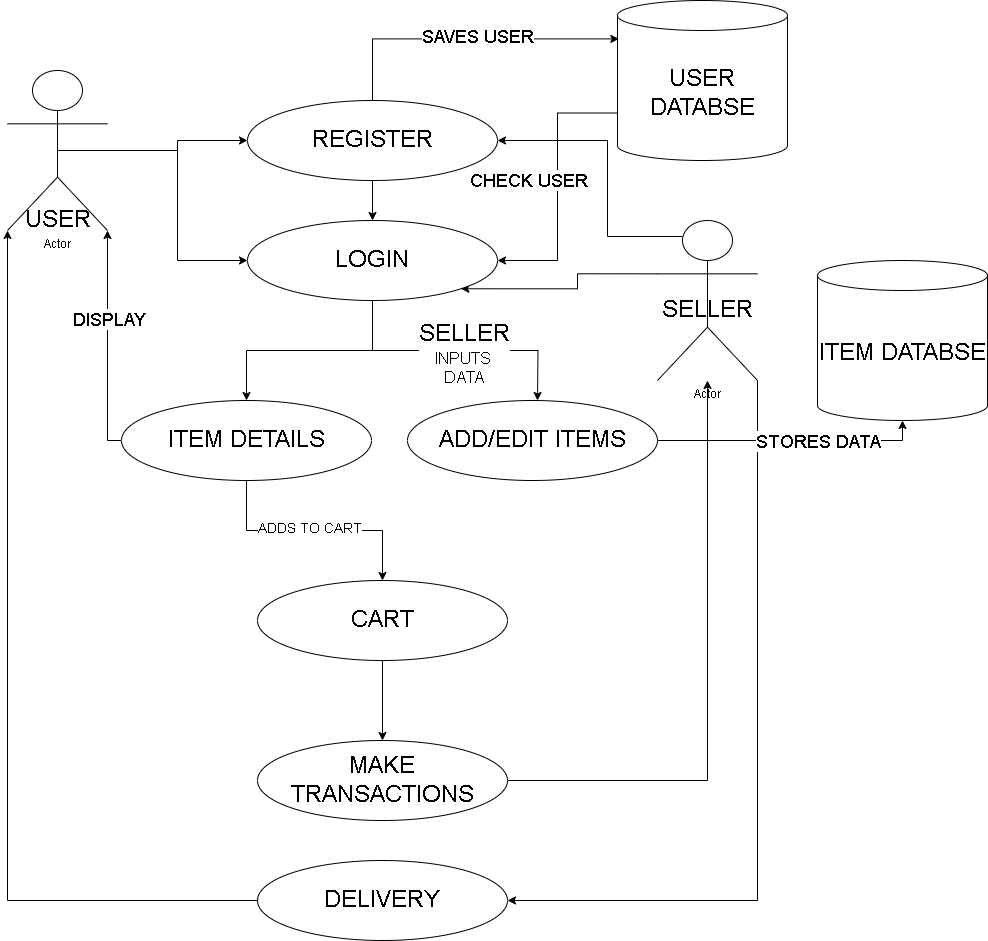 SAVES USER
USER
DATABSE
REGISTER
CHECK USER
USER
Actor
LOGIN
DISPLAY
SELLER
INPUTS
DATA
SELLER
Actor
ITEM DATABSE
ITEM DETAILS
ADD/EDIT ITEMS
STORES DATA
ADDS TO CART
CART
MAKE
TRANSACTIONS
DELIVERY